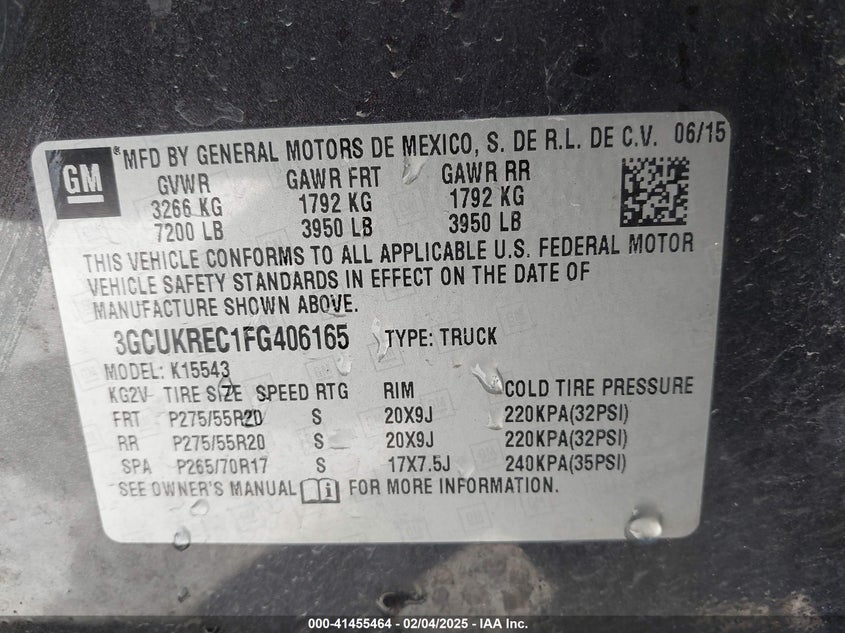 GM
® MFD BY GENERAL MOTORS DE MEXICO, S. DE R.L. DE C.V. 06/15
GVWR GAWR FRT GAWR RR
3266 KG 1792 KG 1792 KG
7200 LB 3950 LB 3950 LB
THIS VEHICLE CONFORMS TO ALL APPLICABLE U.S. FEDERAL MOTOR
VEHICLE SAFETY STANDARDS IN EFFECT ON THE DATE OF
MANUFACTURE SHOWN ABOVE.
3GCUKREC1FG406165 TYPE: TRUCK
MODEL: K15543
KG2V TIRE SIZE SPEED RTG RIM COLD TIRE PRESSURE
FRT P275/55R20 S 20X9J 220KPA(32PSI)
RR P275/55R20 S 20X9J 220KPA(32PSI)
SPA P265/70R17 S 17X7.5J 240KPA(35PSI)
SEE OWNER'S MANUAL FOR MORE INFORMATION.
000-41455464 - 02/04/2025 - IAA Inc.